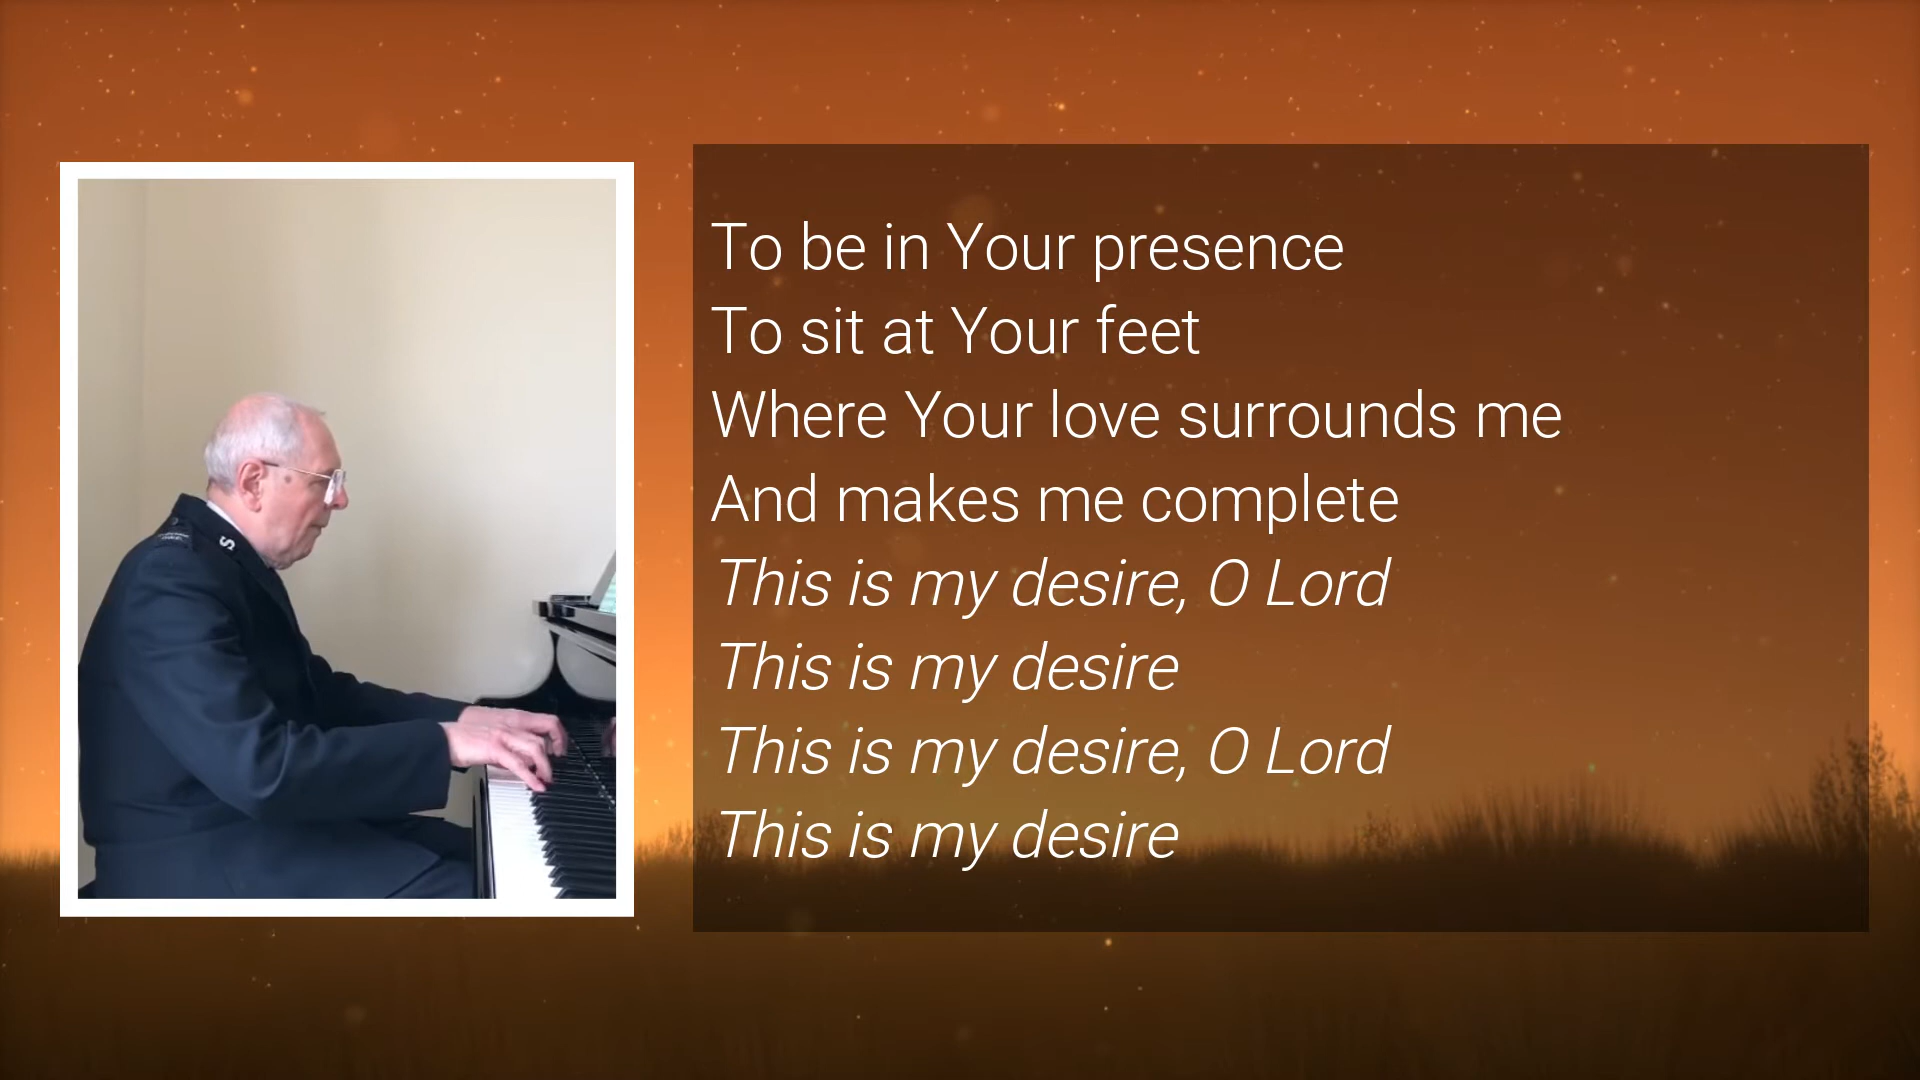 To be in Your presence
To sit at Your feet
Where Your love surrounds me
And makes me complete
This is my desire, O Lord
This is my desire
This is my desire, O Lord
This is my desire
S